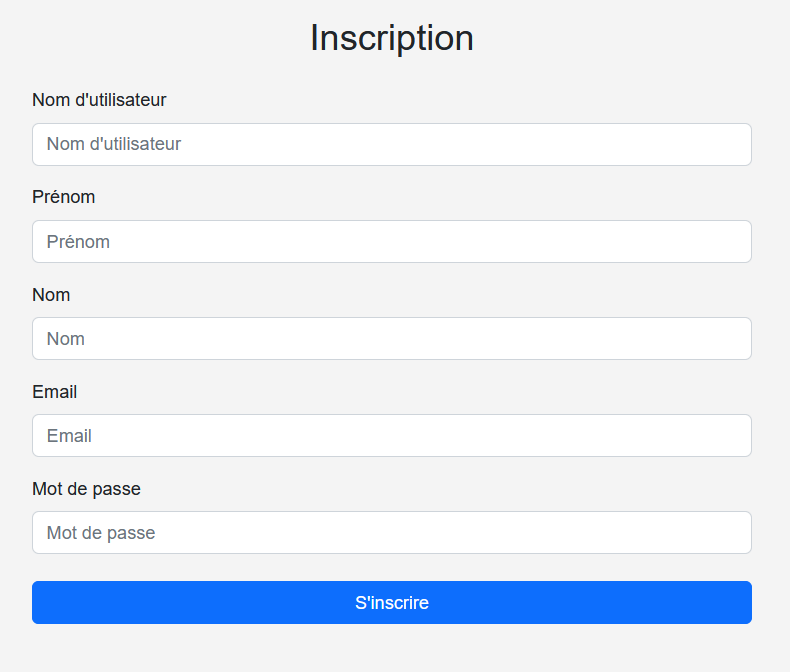 Inscription
Nom d'utilisateur
Nom d'utilisateur
Prénom
Prénom
Nom
Nom
Email
Email
Mot de passe
Mot de passe
S'inscrire